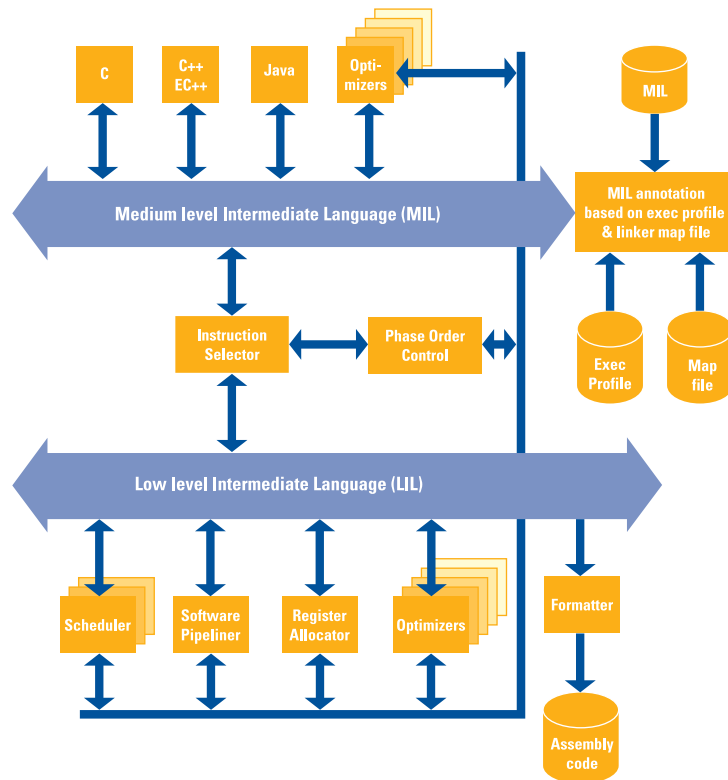 C
C++
EC++
Java
Opti-
mizers
MIL
Medium level Intermediate Language (MIL)
MIL annotation
based on exec profile
& linker map file
Instruction
Selector
Phase Order
Control
Exec
Profile
Map
file
Low level Intermediate Language (LIL)
Scheduler
Software
Pipeliner
Register
Allocator
Optimizers
Formatter
Assembly
code